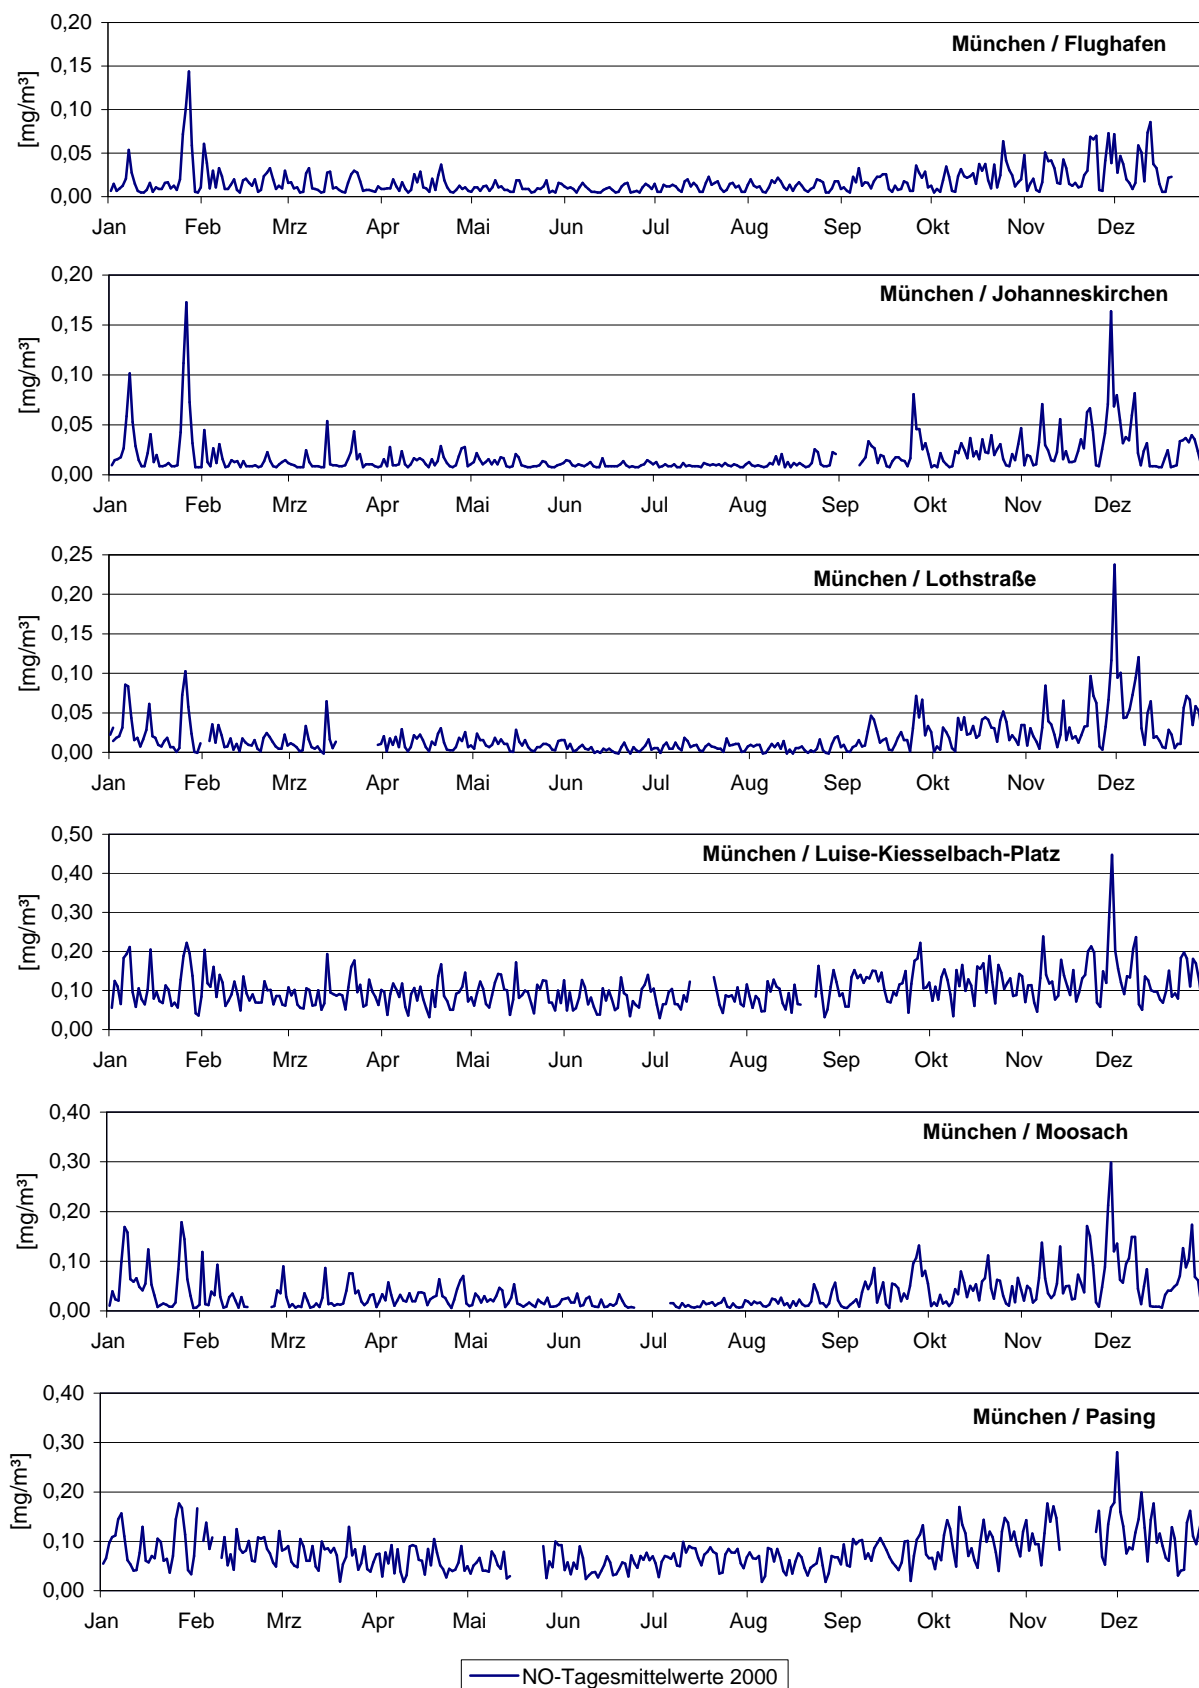 München / Flughafen
[mg/m³]
0,20
0,15
0,10
0,05
0,00
Jan Feb Mrz Apr Mai Jun Jul Aug Sep Okt Nov Dez
München / Johanneskirchen
[mg/m³]
0,20
0,15
0,10
0,05
0,00
Jan Feb Mrz Apr Mai Jun Jul Aug Sep Okt Nov Dez
München / Lothstraße
[mg/m³]
0,25
0,20
0,15
0,10
0,05
0,00
Jan Feb Mrz Apr Mai Jun Jul Aug Sep Okt Nov Dez
München / Luise-Kiesselbach-Platz
[mg/m³]
0,50
0,40
0,30
0,20
0,10
0,00
Jan Feb Mrz Apr Mai Jun Jul Aug Sep Okt Nov Dez
München / Moosach
[mg/m³]
0,40
0,30
0,20
0,10
0,00
Jan Feb Mrz Apr Mai Jun Jul Aug Sep Okt Nov Dez
München / Pasing
[mg/m³]
0,40
0,30
0,20
0,10
0,00
Jan Feb Mrz Apr Mai Jun Jul Aug Sep Okt Nov Dez
NO-Tagesmittelwerte 2000